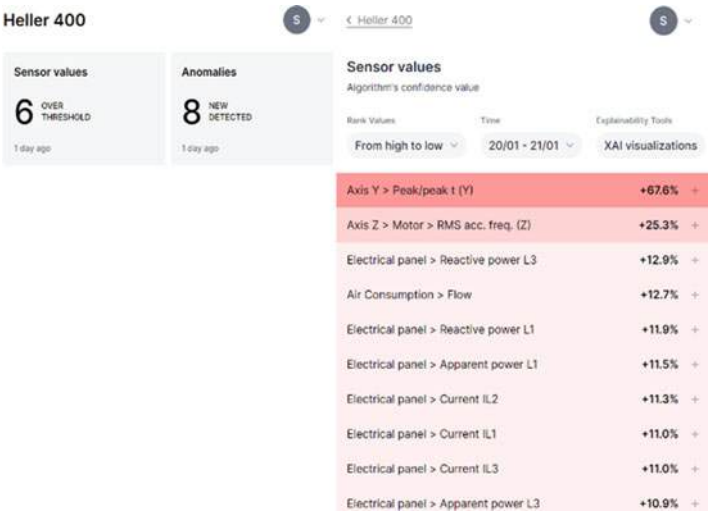 Heller 400
S
Sensor values
6 OVER THRESHOLD
1 day ago
Anomalies
8 NEW DETECTED
1 day ago
< Heller 400
S
Sensor values
Algorithm's confidence value
Rank Values
From high to low
Time
20/01 - 21/01
Explainability Tools
XAI visualizations
Axis Y > Peak/peak t (Y) +67.6% +
Axis Z > Motor > RMS acc. freq. (Z) +25.3% +
Electrical panel > Reactive power L3 +12.9% +
Air Consumption > Flow +12.7% +
Electrical panel > Reactive power L1 +11.9% +
Electrical panel > Apparent power L1 +11.5% +
Electrical panel > Current IL2 +11.3% +
Electrical panel > Current IL1 +11.0% +
Electrical panel > Current IL3 +11.0% +
Electrical panel > Apparent power L3 +10.9% +